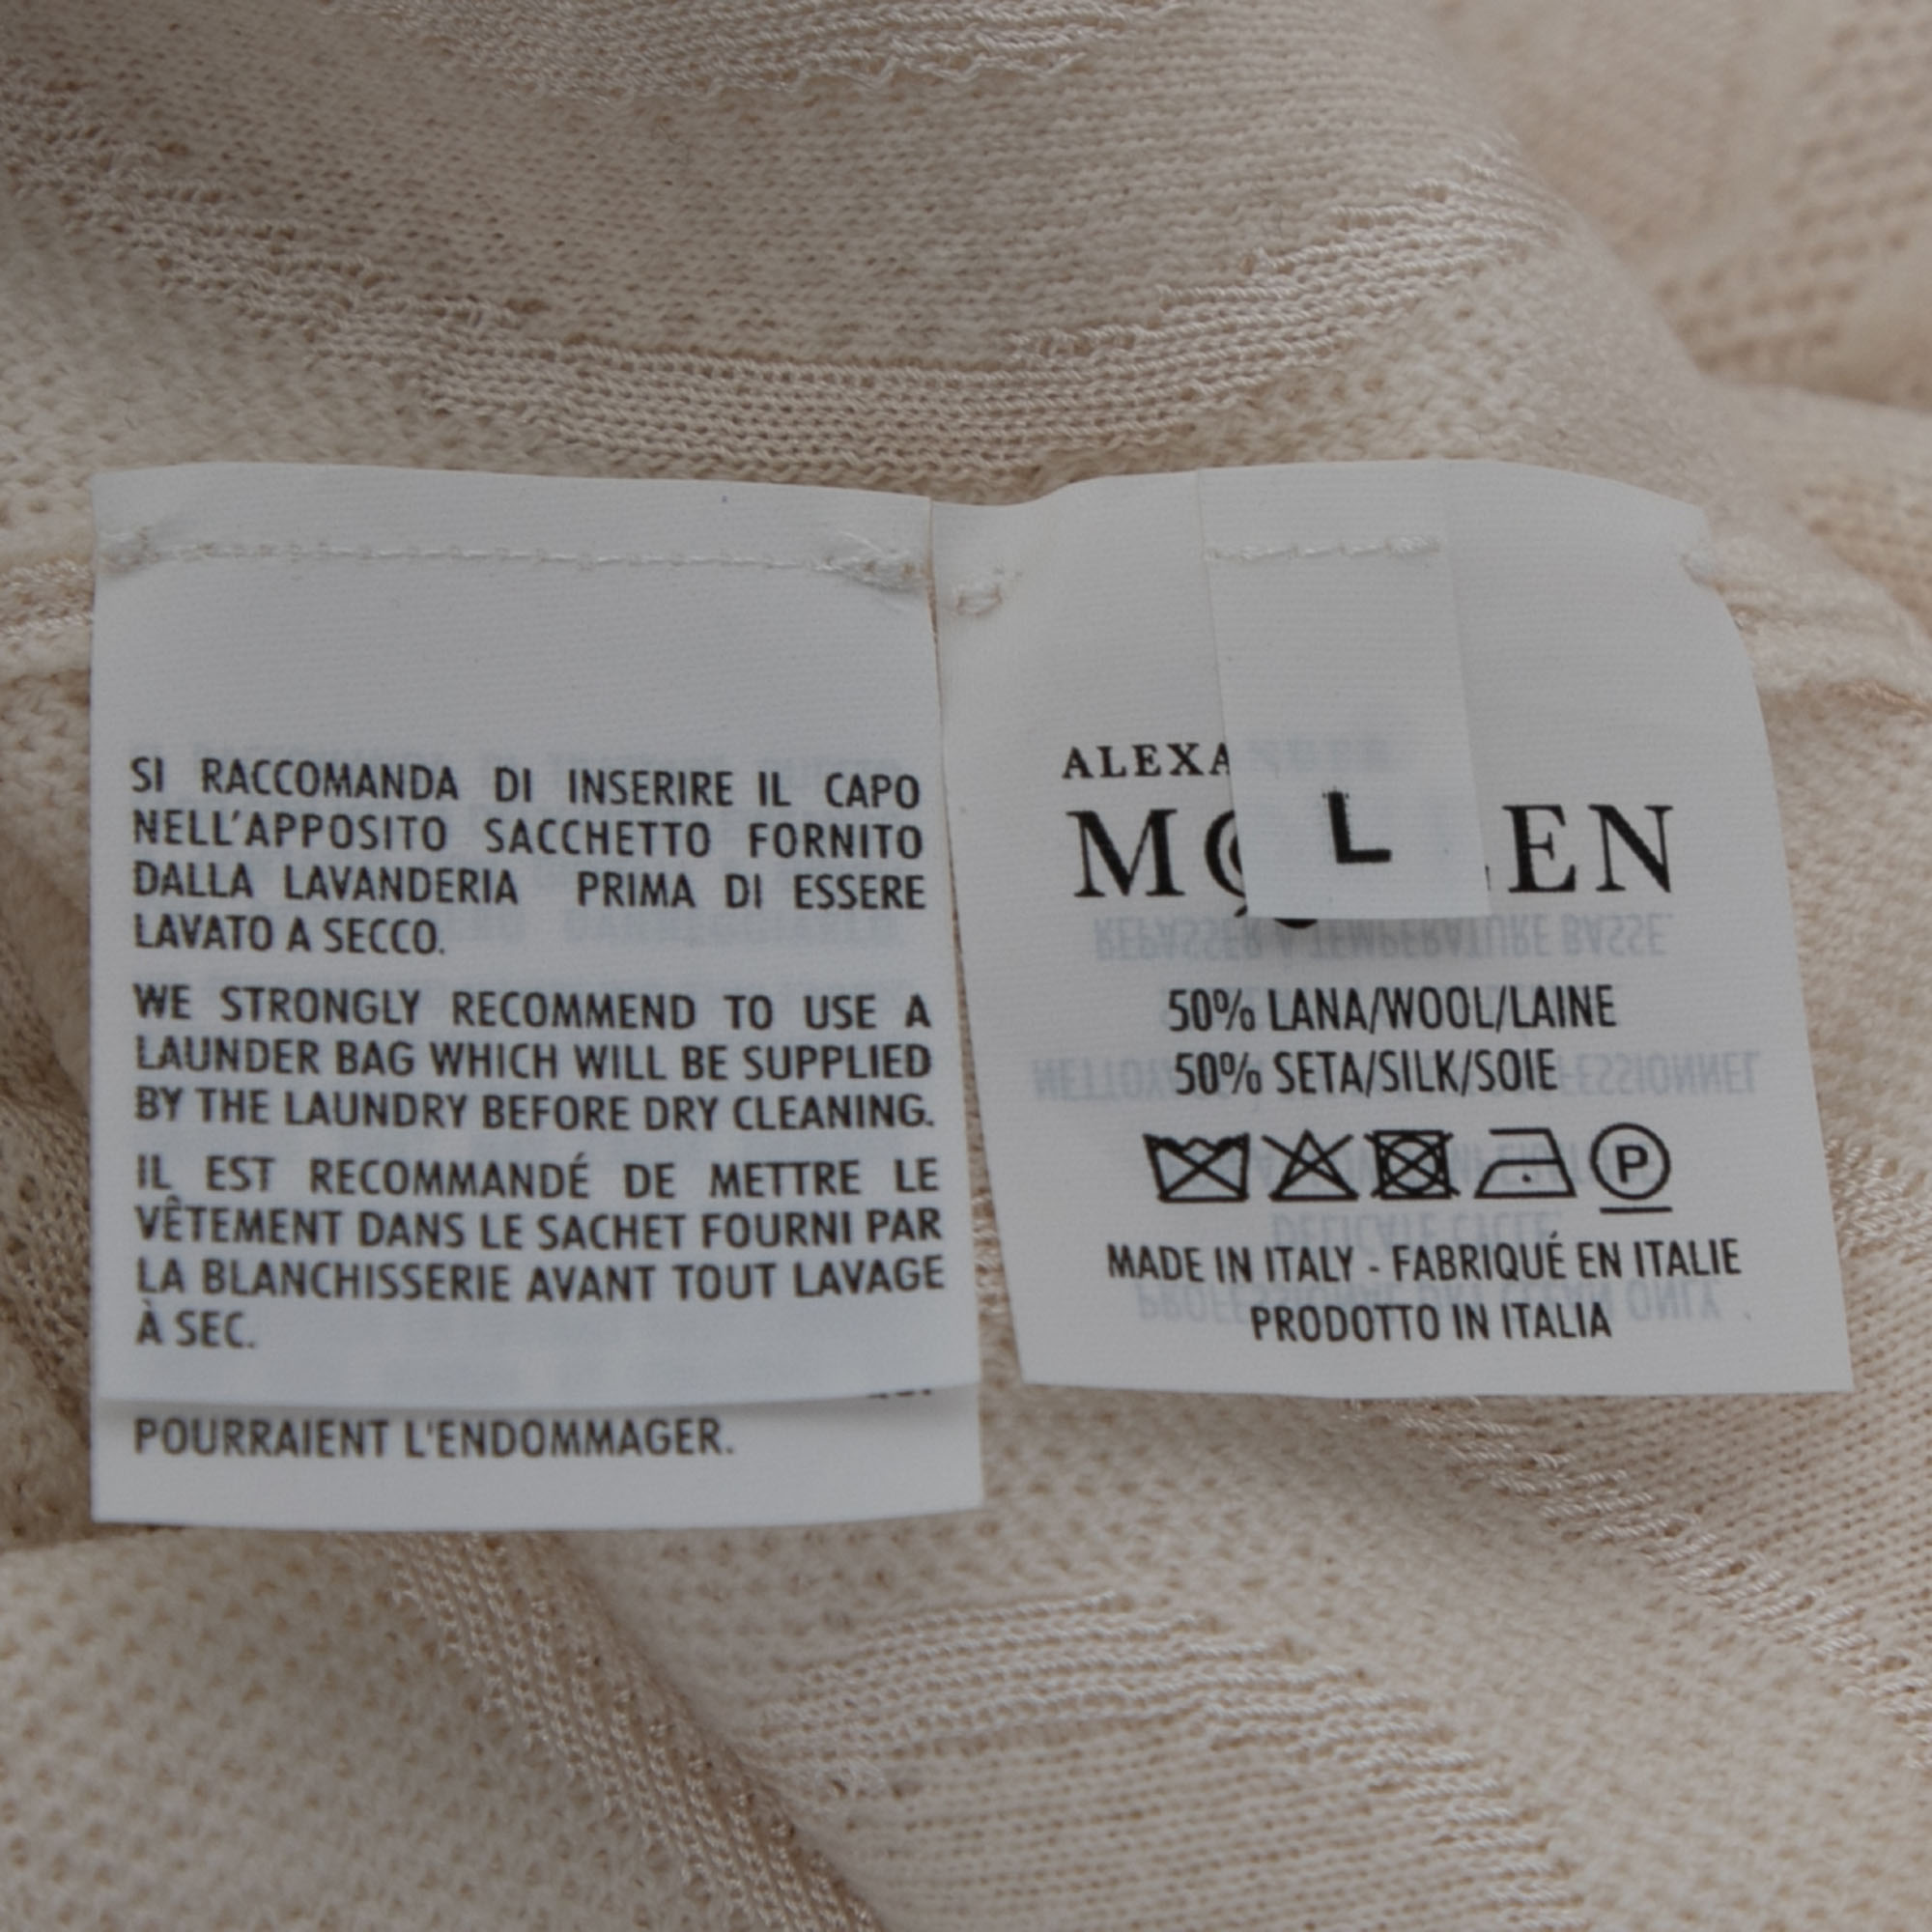 SI RACCOMANDA DI INSERIRE IL CAPO
NELL'APPOSITO SACCHETTO FORNITO
DALLA LAVANDERIA PRIMA DI ESSERE
LAVATO A SECCO.
WE STRONGLY RECOMMEND TO USE A
LAUNDER BAG WHICH WILL BE SUPPLIED
BY THE LAUNDRY BEFORE DRY CLEANING.
IL EST RECOMMANDÉ DE METTRE LE
VÊTEMENT DANS LE SACHET FOURNI PAR
LA BLANCHISSERIE AVANT TOUT LAVAGE
À SEC.
POURRAIENT L'ENDOMMAGER.
ALEXA
L
50% LANA/WOOL/LAINE
50% SETA/SILK/SOIE
P
MADE IN ITALY - FABRIQUÉ EN ITALIE
PRODOTTO IN ITALIA